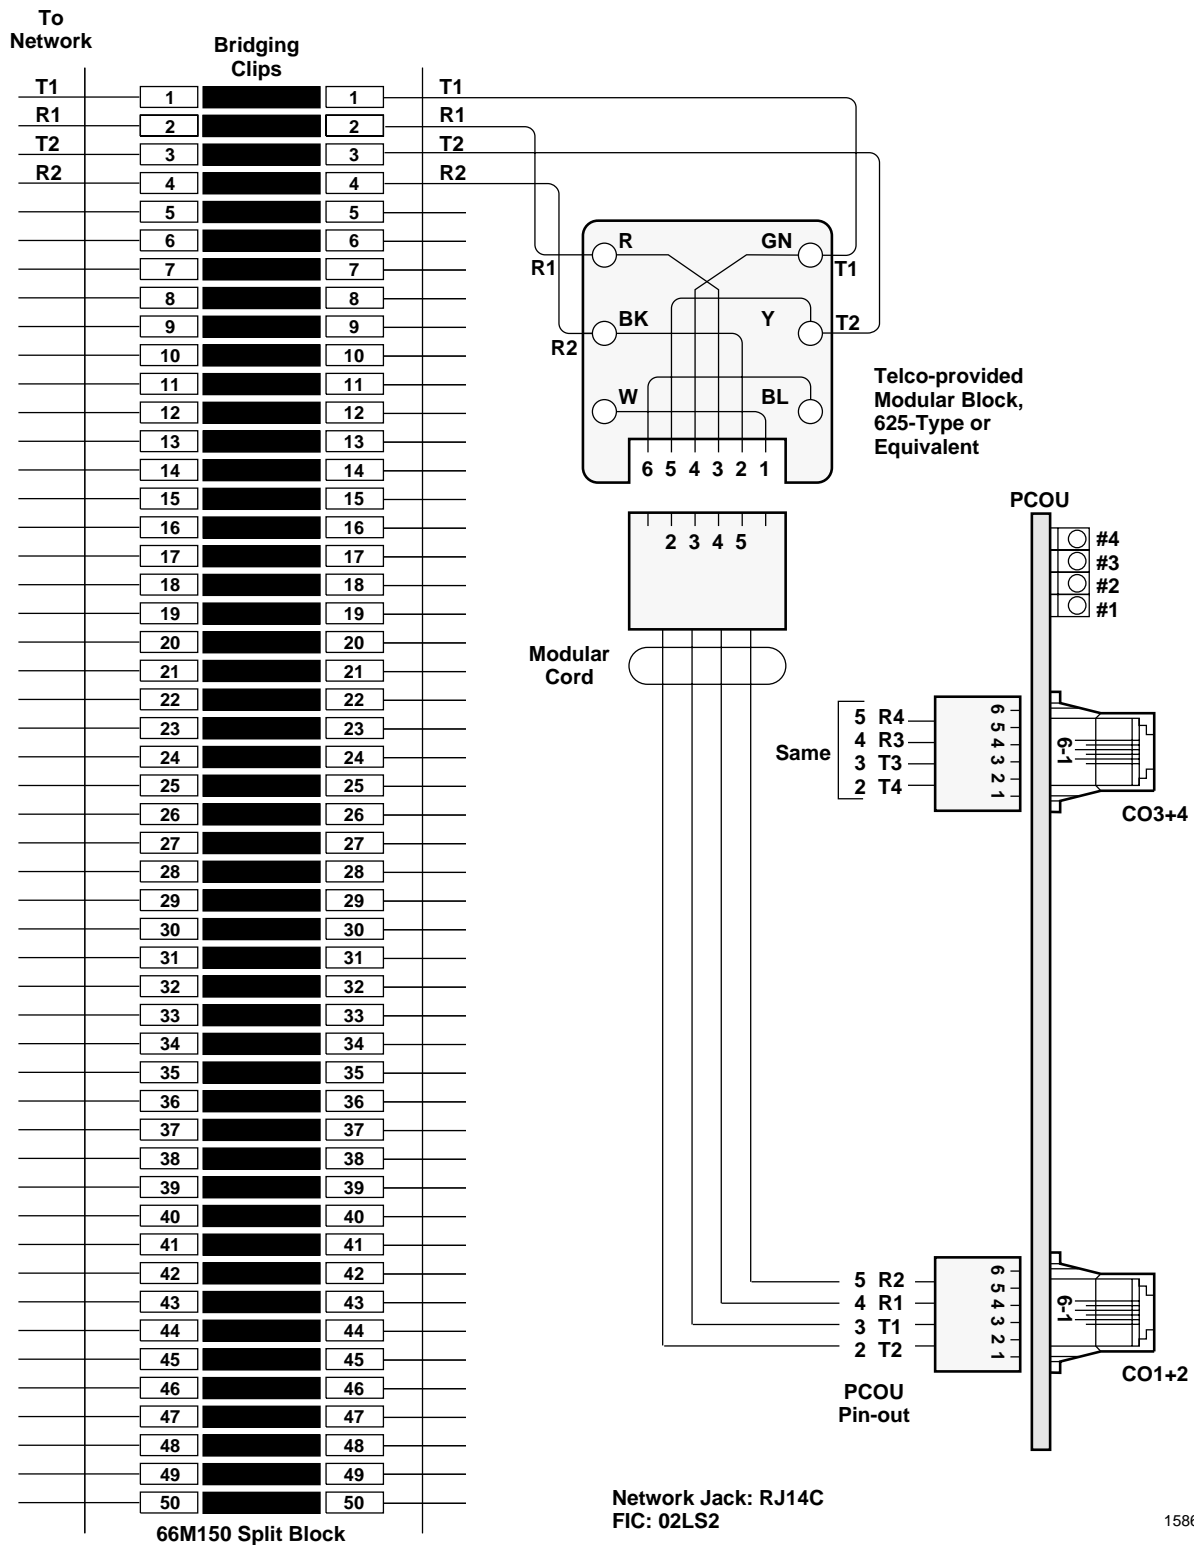 To
Network
Bridging
Clips
T1 1 1 T1
R1 2 2 R1
T2 3 3 T2
R2 4 4 R2
5 5
6 6
7 7
8 8
9 9
10 10
11 11
12 12
13 13
14 14
15 15
16 16
17 17
18 18
19 19
20 20
21 21
22 22
23 23
24 24
25 25
26 26
27 27
28 28
29 29
30 30
31 31
32 32
33 33
34 34
35 35
36 36
37 37
38 38
39 39
40 40
41 41
42 42
43 43
44 44
45 45
46 46
47 47
48 48
49 49
50 50
66M150 Split Block
R GN
R1 T1
BK Y T2
R2
W BL
6 5 4 3 2 1
Telco-provided
Modular Block,
625-Type or
Equivalent
2 3 4 5
Modular
Cord
PCOU
#4
#3
#2
#1
Same
5 R4
4 R3
3 T3
2 T4
6 5 4 3 2 1
6-1
CO3+4
5 R2
4 R1
3 T1
2 T2
6 5 4 3 2 1
6-1
CO1+2
PCOU
Pin-out
Network Jack: RJ14C
FIC: 02LS2
1586